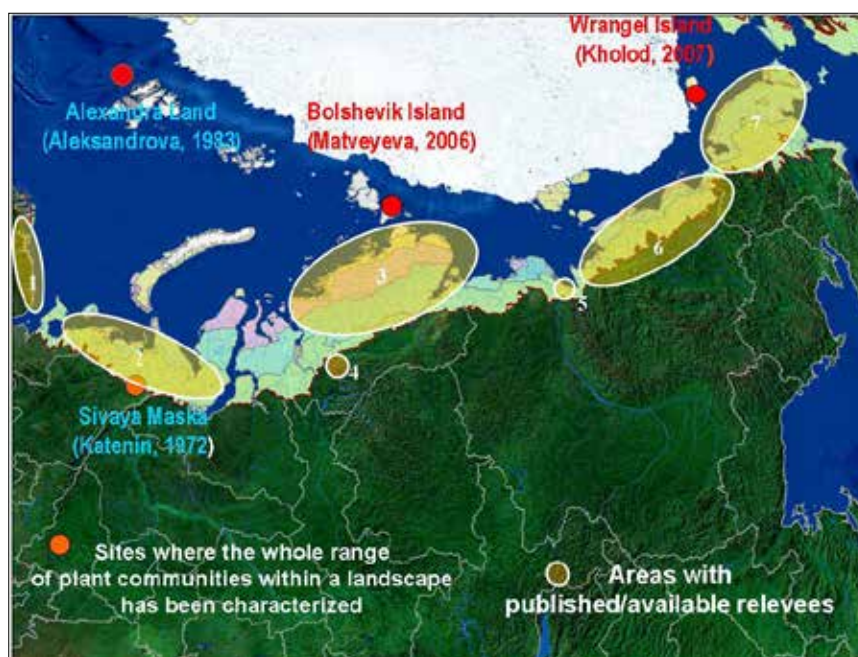 Wrangel Island
(Kholod, 2007)
Alexandra Land
(Aleksandrova, 1983)
Bolshevik Island
(Matveyeva, 2006)
7
6
1
3
5
2
4
Sivaya Maska
(Katenin, 1972)
Sites where the whole range
of plant communities within a landscape
has been characterized
Areas with
published/available relevees